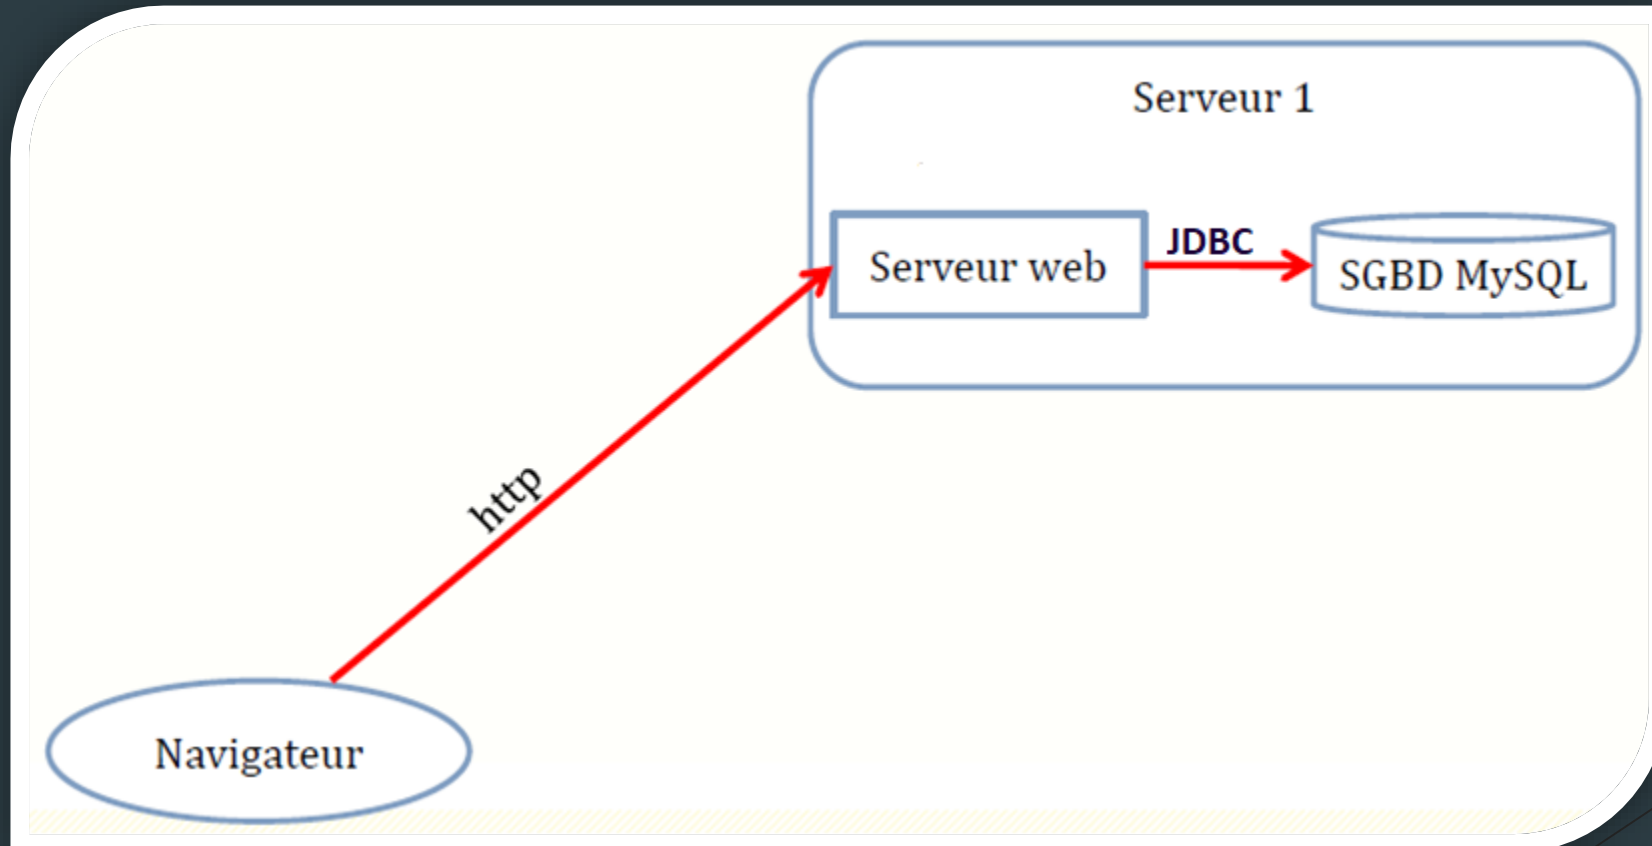 Serveur 1
Serveur web
JDBC
SGBD MySQL
http
Navigateur